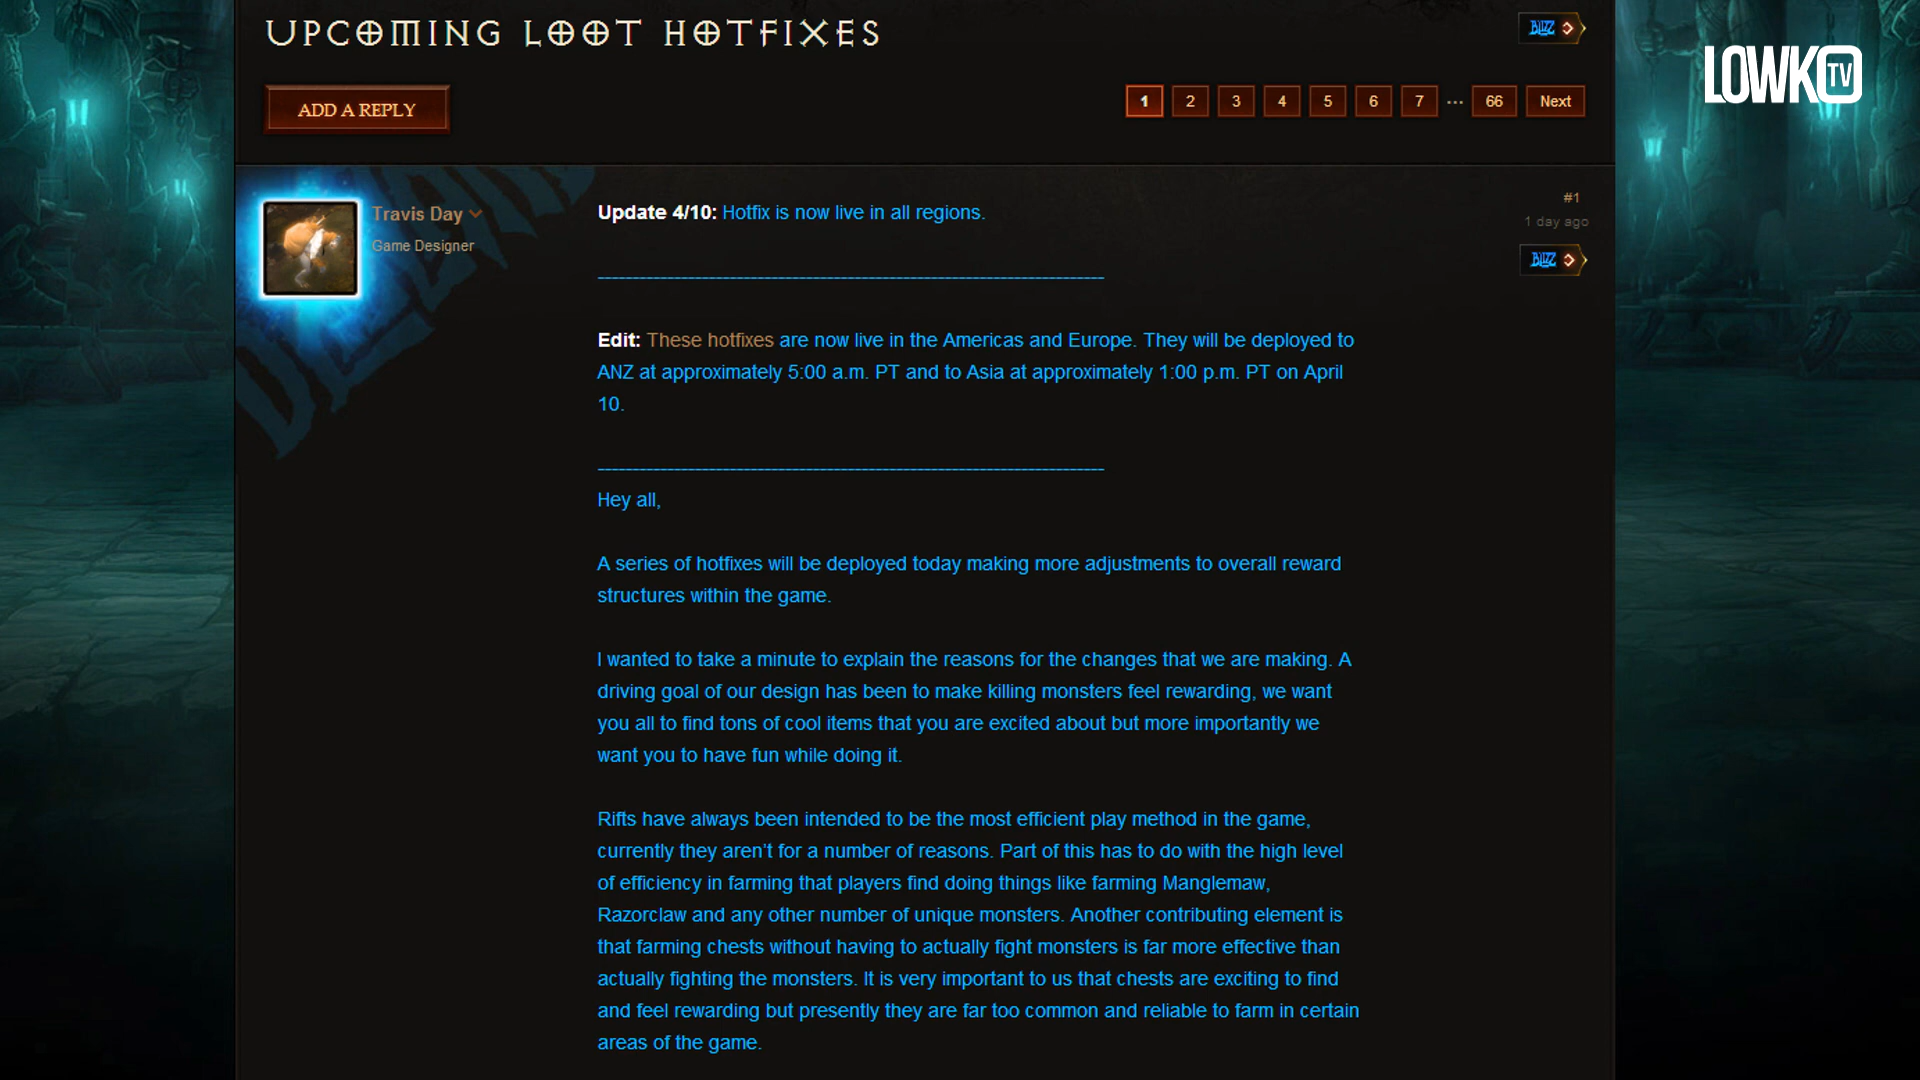 UPCOMING LOOT HOTFIXES
BLIZZ
LOWKO TV
ADD A REPLY
1 2 3 4 5 6 7 ... 66 Next
Travis Day
Game Designer
Update 4/10: Hotfix is now live in all regions.
#1
1 day ago
BLIZZ
Edit: These hotfixes are now live in the Americas and Europe. They will be deployed to
ANZ at approximately 5:00 a.m. PT and to Asia at approximately 1:00 p.m. PT on April
10.
Hey all,
A series of hotfixes will be deployed today making more adjustments to overall reward
structures within the game.
I wanted to take a minute to explain the reasons for the changes that we are making. A
driving goal of our design has been to make killing monsters feel rewarding, we want
you all to find tons of cool items that you are excited about but more importantly we
want you to have fun while doing it.
Rifts have always been intended to be the most efficient play method in the game,
currently they aren't for a number of reasons. Part of this has to do with the high level
of efficiency in farming that players find doing things like farming Manglemaw,
Razorclaw and any other number of unique monsters. Another contributing element is
that farming chests without having to actually fight monsters is far more effective than
actually fighting the monsters. It is very important to us that chests are exciting to find
and feel rewarding but presently they are far too common and reliable to farm in certain
areas of the game.